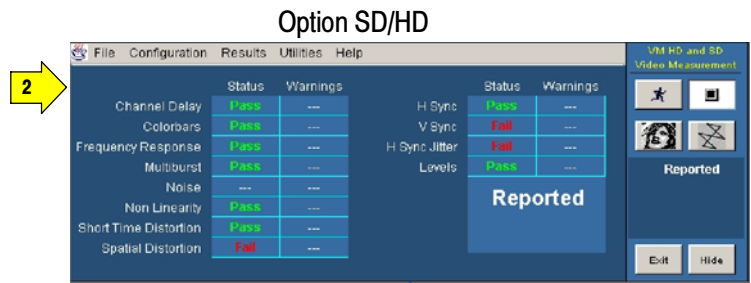 Option SD/HD
2
File Configuration Results Utilities Help
VM HD and SD
Video Measurement
Status Warnings Status Warnings
Channel Delay Pass --- H Sync Pass ---
Colorbars Pass --- V Sync Fail ---
Frequency Response Pass --- H Sync Jitter Fail ---
Multiburst Pass --- Levels Pass ---
Noise --- ---
Non Linearity Pass ---
Short Time Distortion Pass ---
Spatial Distortion Fail ---
Reported
Reported
Exit Hide